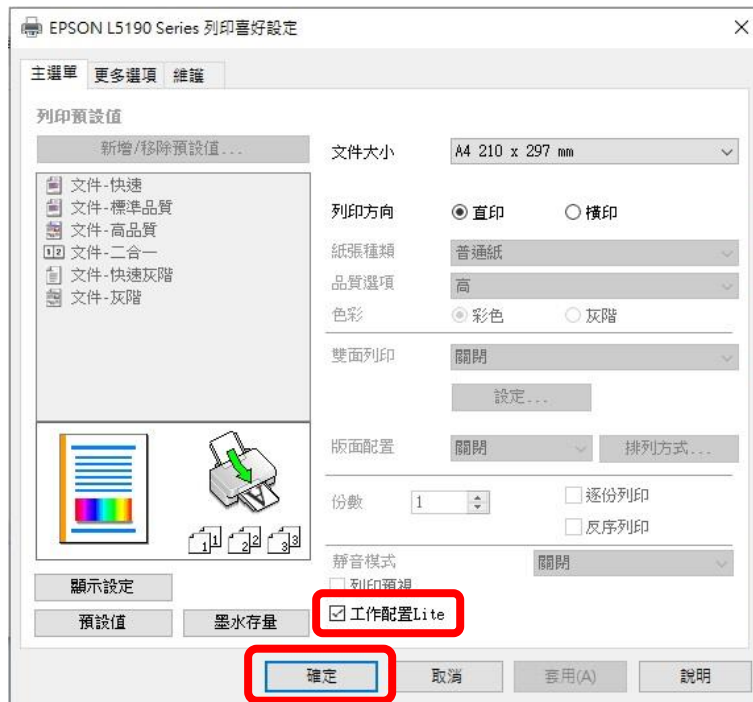 EPSON L5190 Series 列印喜好設定
主選單 更多選項 維護
列印預設值
新增/移除預設值...
文件-快速
文件-標準品質
文件-高品質
1 2 文件-二合一
文件-快速灰階
文件-灰階
1 1 2 2 3 3
顯示設定
預設值 墨水存量
文件大小 A4 210 x 297 mm
列印方向 直印 橫印
紙張種類 普通紙
品質選項 高
色彩 彩色 灰階
雙面列印 關閉
設定...
版面配置 關閉 排列方式...
份數 1 逐份列印
反序列印
靜音模式 關閉
列印預視
工作配置Lite
確定 取消 套用(A) 說明